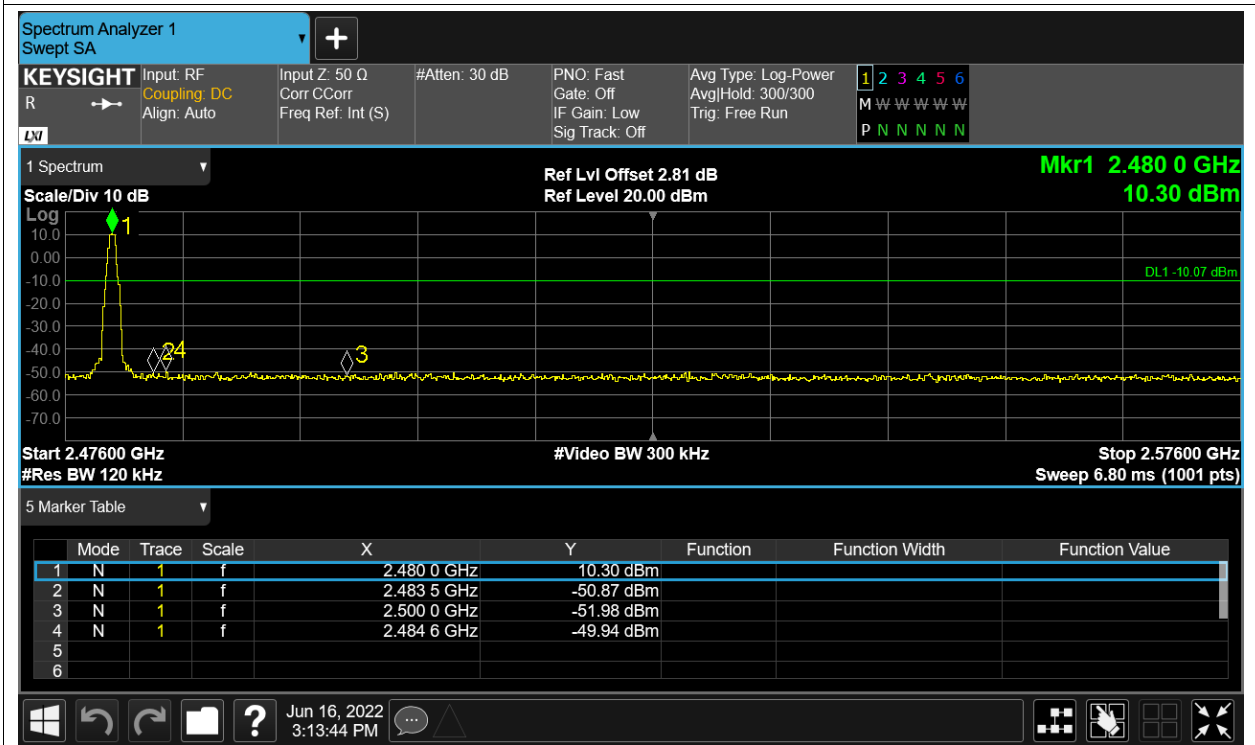 Spectrum Analyzer 1
Swept SA
+
KEYSIGHT Input: RF Input Z: 50 Ω #Atten: 30 dB PNO: Fast Avg Type: Log-Power 1 2 3 4 5 6
R Coupling: DC Corr CCorr Gate: Off Avg|Hold: 300/300 M W W W W W
Align: Auto Freq Ref: Int (S) IF Gain: Low Trig: Free Run
LXI Sig Track: Off P N N N N N
1 Spectrum Ref Lvl Offset 2.81 dB Mkr1 2.480 0 GHz
Scale/Div 10 dB Ref Level 20.00 dBm 10.30 dBm
Log
1
10.0
0.00
-10.0 DL1 -10.07 dBm
-20.0
-30.0
-40.0 24 3
-50.0
-60.0
-70.0
Start 2.47600 GHz #Video BW 300 kHz Stop 2.57600 GHz
#Res BW 120 kHz Sweep 6.80 ms (1001 pts)
5 Marker Table
Mode Trace Scale X Y Function Function Width Function Value
1 N 1 f 2.480 0 GHz 10.30 dBm
2 N 1 f 2.483 5 GHz -50.87 dBm
3 N 1 f 2.500 0 GHz -51.98 dBm
4 N 1 f 2.484 6 GHz -49.94 dBm
5
6
? Jun 16, 2022
3:13:44 PM